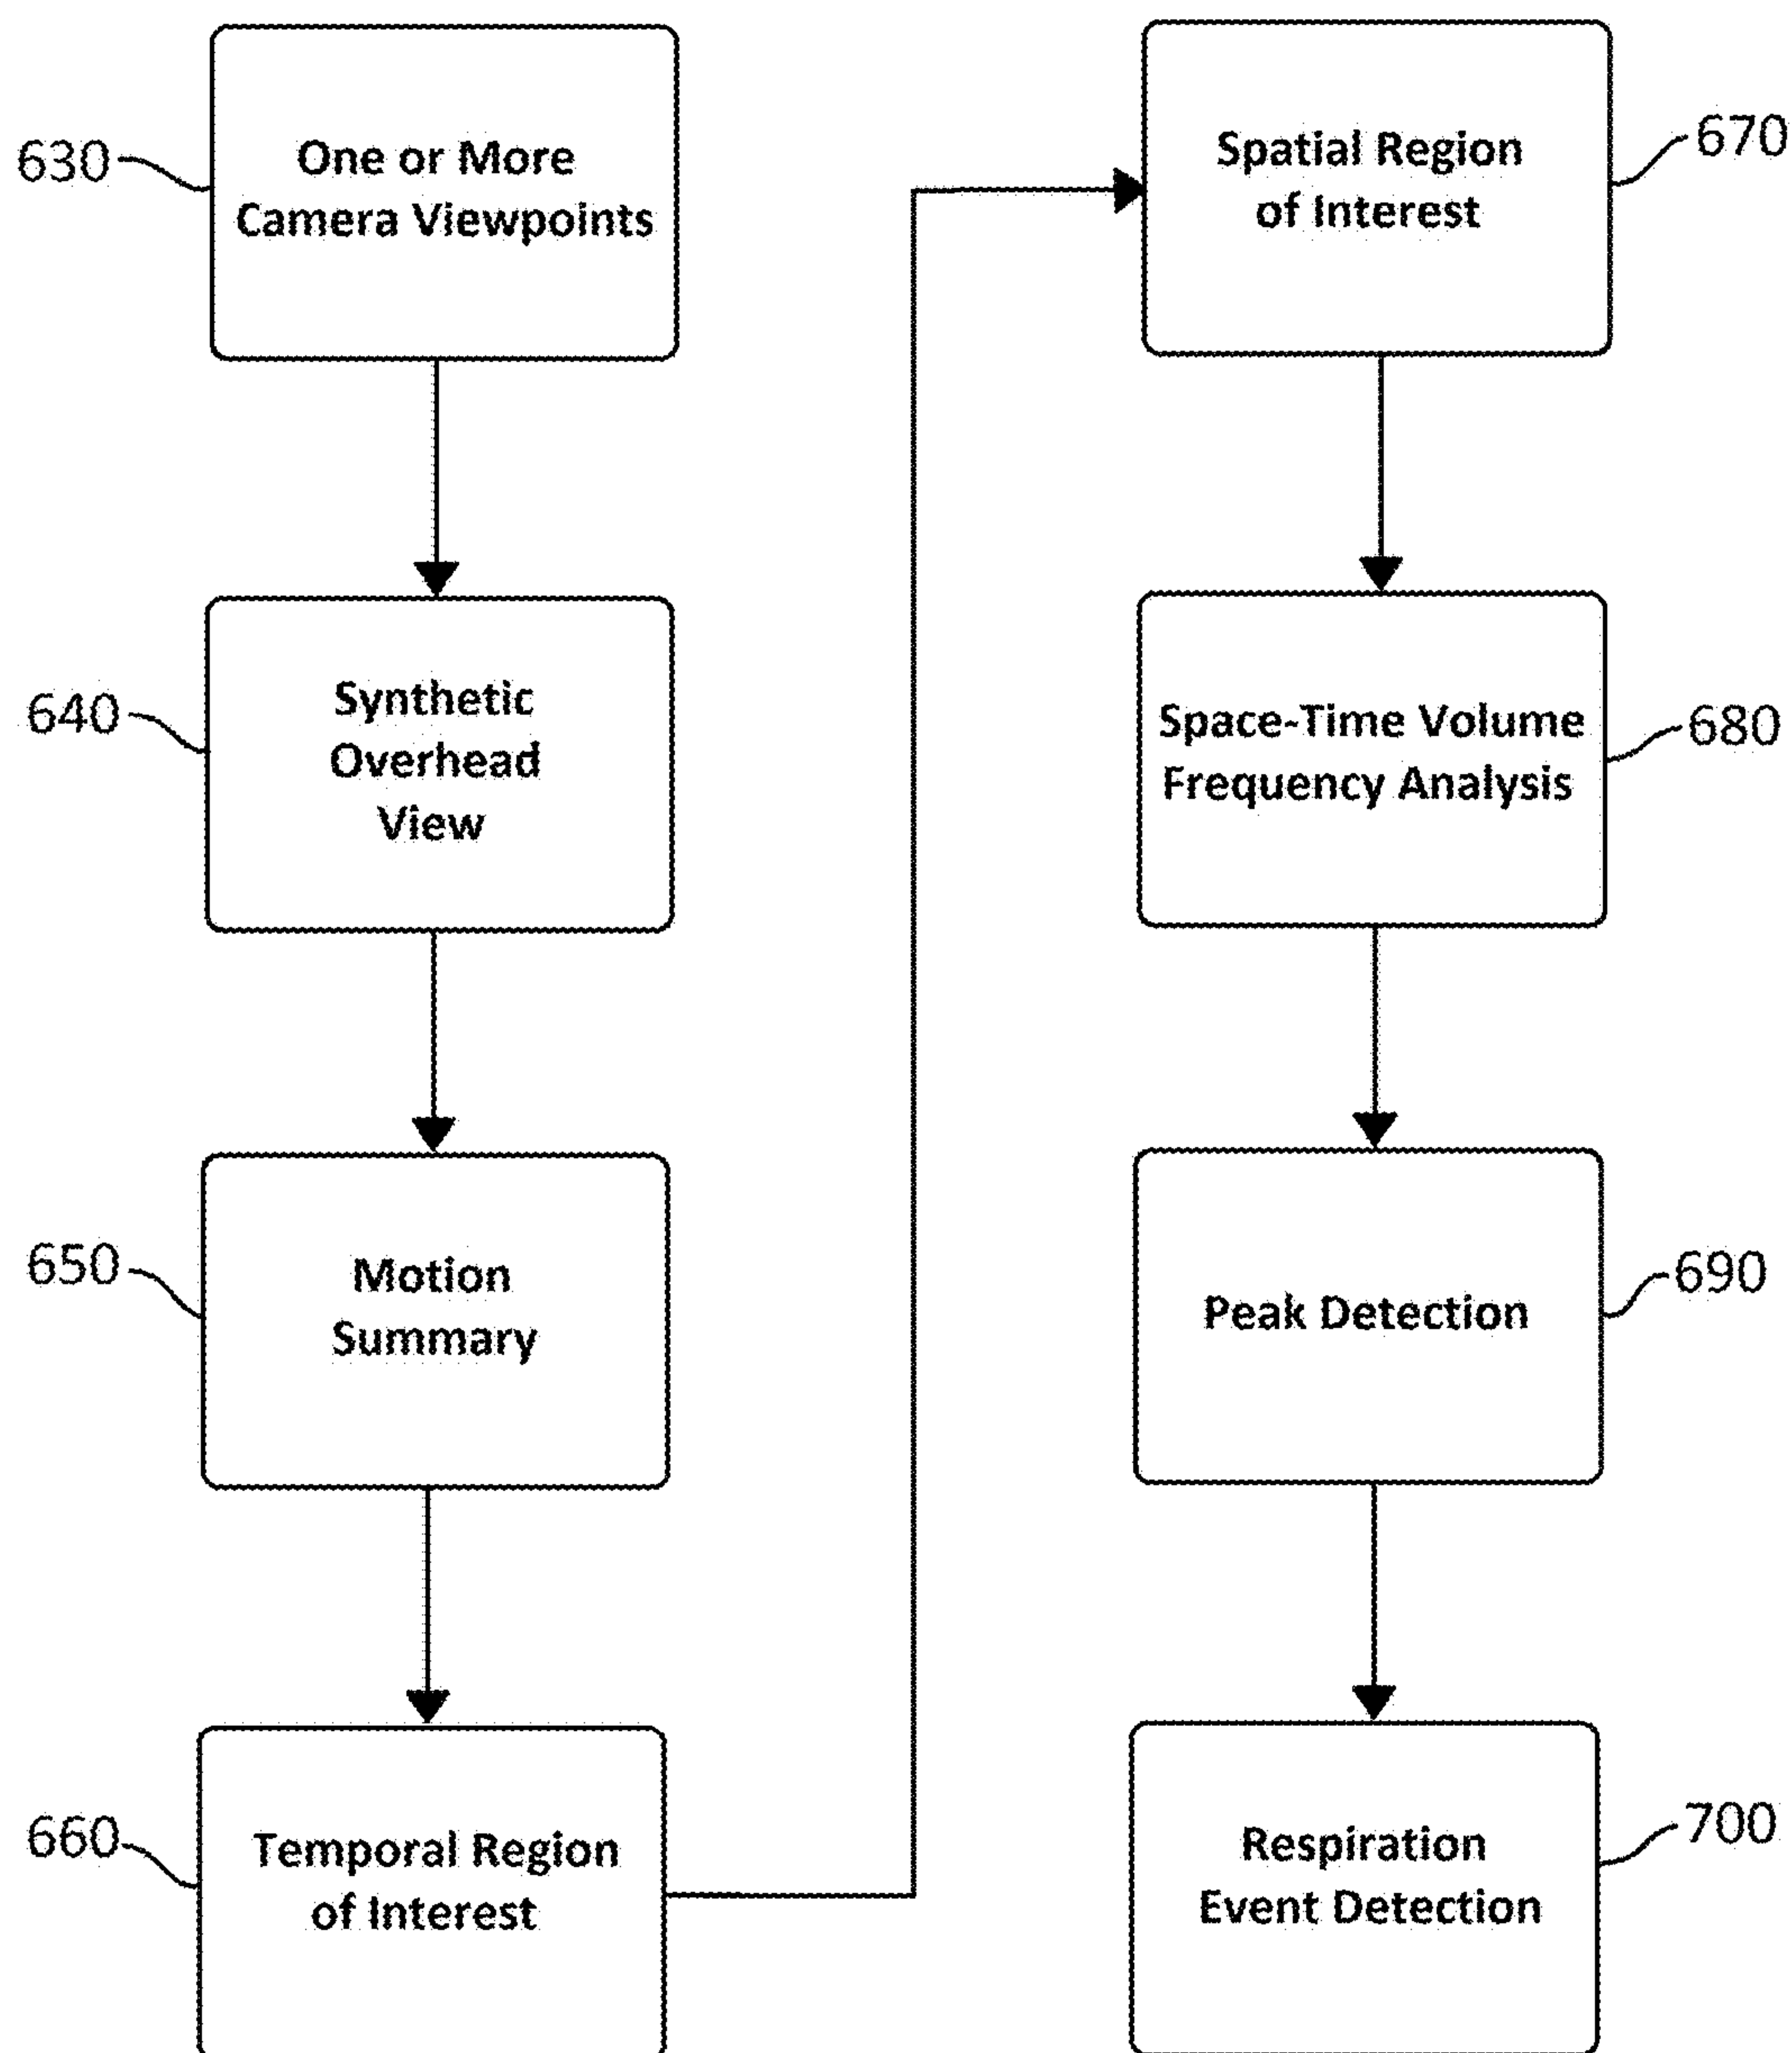 630
One or More
Camera Viewpoints
640
Synthetic
Overhead
View
650
Motion
Summary
660
Temporal Region
of Interest
Spatial Region
of Interest
670
Space-Time Volume
Frequency Analysis
680
Peak Detection
690
Respiration
Event Detection
700